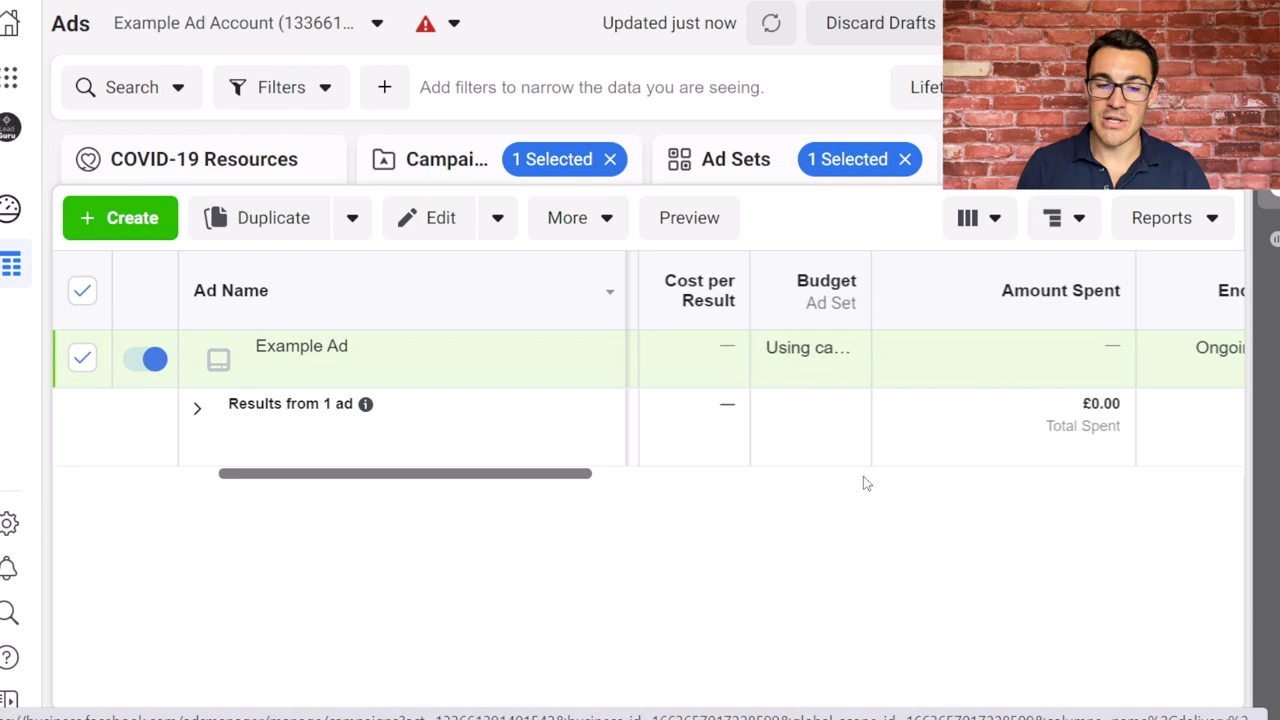 Ads
Example Ad Account (133661...
Updated just now
Discard Drafts
Search
Filters
+
Add filters to narrow the data you are seeing.
COVID-19 Resources
Campai...
1 Selected ×
Ad Sets
1 Selected ×
+ Create
Duplicate
Edit
More
Preview
Reports
Ad Name
Cost per
Result
Budget
Ad Set
Amount Spent
Example Ad
—
Using ca...
—
Results from 1 ad
—
£0.00
Total Spent